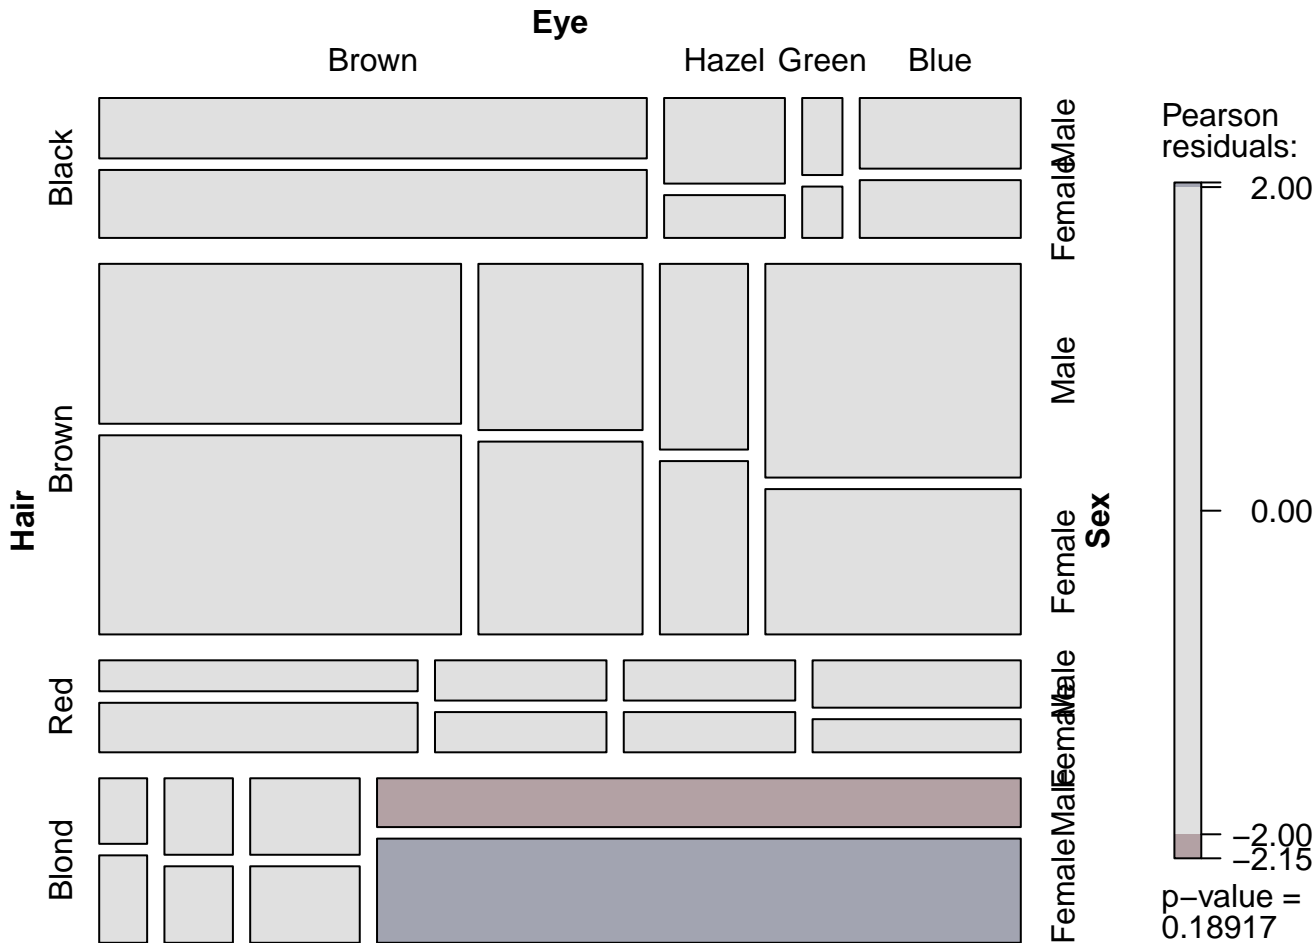 Eye
Brown Hazel Green Blue
Hair
Black
Brown
Red
Blond
Sex
Male
Female
Male
Female
Male
Female
Male
Female
Pearson
residuals:
2.00
0.00
−2.00
−2.15
p−value =
0.18917